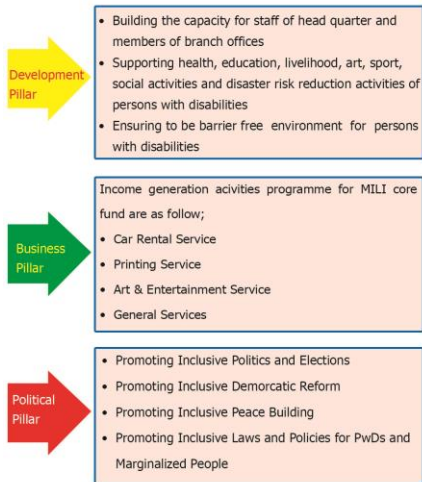 Development
Pillar
• Building the capacity for staff of head quarter and
members of branch offices
• Supporting health, education, livelihood, art, sport,
social activities and disaster risk reduction activities of
persons with disabilities
• Ensuring to be barrier free environment for persons
with disabilities
Business
Pillar
Income generation acivities programme for MILI core
fund are as follow;
• Car Rental Service
• Printing Service
• Art & Entertainment Service
• General Services
Political
Pillar
• Promoting Inclusive Politics and Elections
• Promoting Inclusive Demorcatic Reform
• Promoting Inclusive Peace Building
• Promoting Inclusive Laws and Policies for PwDs and
Marginalized People